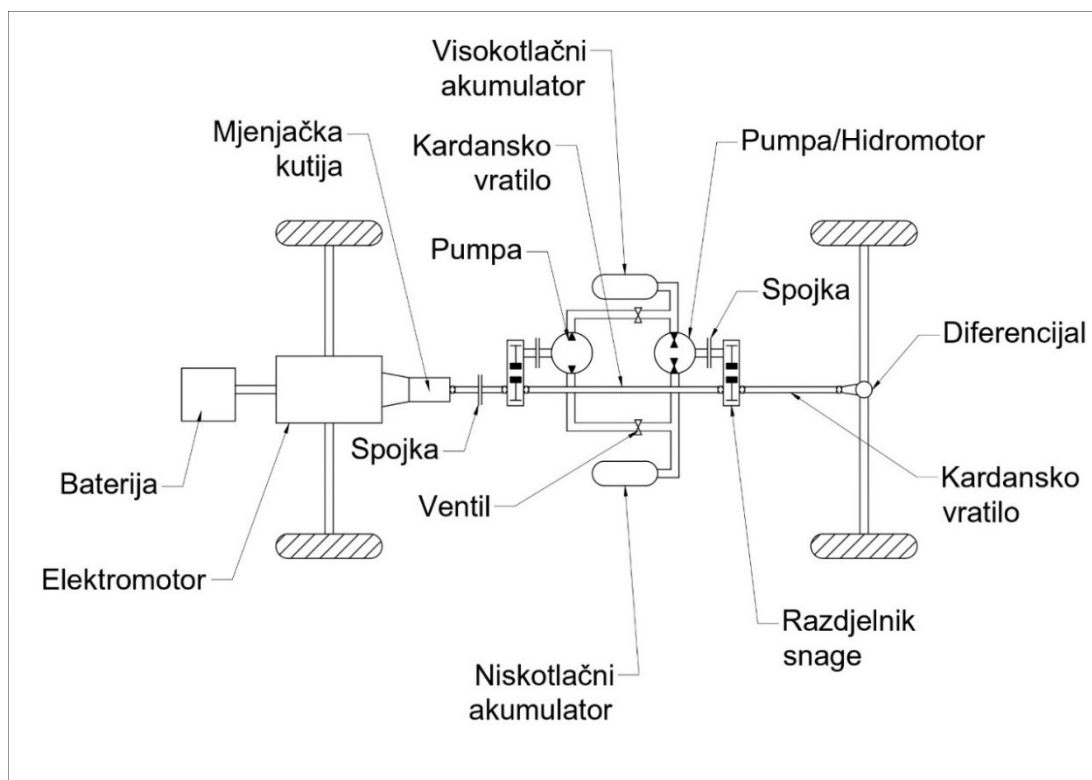 Visokotlačni
akumulator
Mjenjačka
kutija
Kardansko
vratilo
Pumpa/Hidromotor
Pumpa
Spojka
Diferencijal
Baterija
Spojka
Ventil
Kardansko
vratilo
Elektromotor
Razdjelnik
snage
Niskotlačni
akumulator